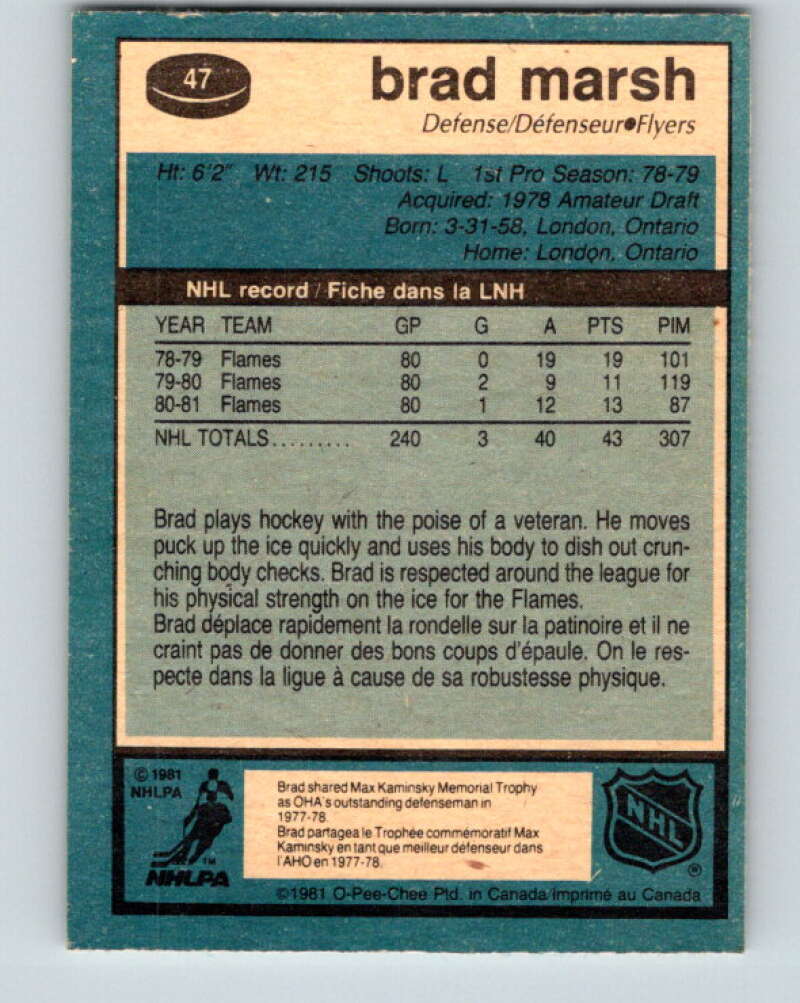 47
brad marsh
Defense/Défenseur●Flyers
Ht: 6'2" Wt: 215 Shoots: L 1st Pro Season: 78-79
Acquired: 1978 Amateur Draft
Born: 3-31-58, London, Ontario
Home: London, Ontario
NHL record / Fiche dans la LNH
YEAR TEAM GP G A PTS PIM
78-79 Flames 80 0 19 19 101
79-80 Flames 80 2 9 11 119
80-81 Flames 80 1 12 13 87
NHL TOTALS......... 240 3 40 43 307
Brad plays hockey with the poise of a veteran. He moves
puck up the ice quickly and uses his body to dish out crun-
ching body checks. Brad is respected around the league for
his physical strength on the ice for the Flames.
Brad déplace rapidement la rondelle sur la patinoire et il ne
craint pas de donner des bons coups d'épaule. On le res-
pecte dans la ligue à cause de sa robustesse physique.
© 1981
NHLPA
TM
NHLPA
Brad shared Max Kaminsky Memorial Trophy
as OHA's outstanding defenseman in
1977-78.
Brad partagea le Trophée commémoratif Max
Kaminsky en tant que meilleur défenseur dans
l'AHO en 1977-78.
NHL
®
©1981 O-Pee-Chee Ptd. in Canada/Imprimé au Canada